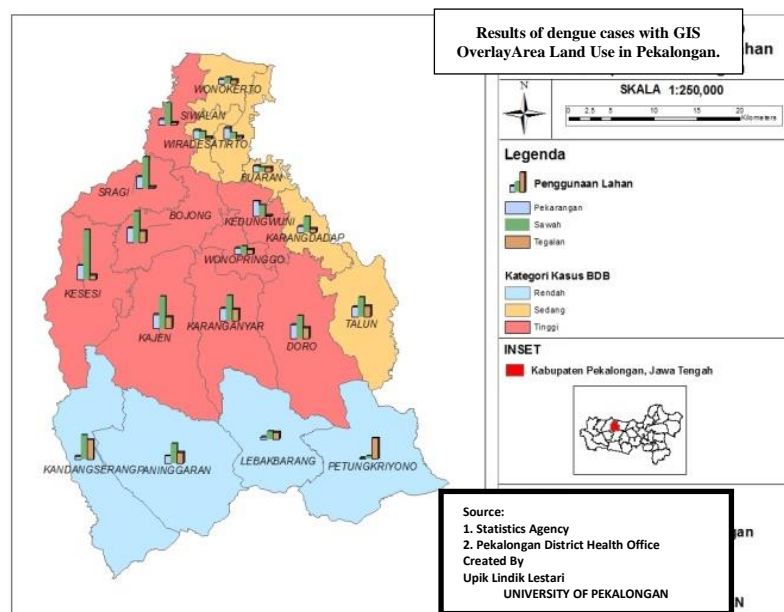 Results of dengue cases with GIS
OverlayArea Land Use in Pekalongan.
han
SKALA 1:250,000
N
0 2.5 5 10 15 20
Kilometers
Legenda
Penggunaan Lahan
Pekarangan
Sawah
Tegalan
Kategori Kasus BDB
Rendah
Sedang
Tinggi
INSET
Kabupaten Pekalongan, Jawa Tengah
WONOKERTO
SIWALAN
WIRADESATIRTO
BUARAN
SRAGI
BOJONG
KEDUNGWUNI
KARANGDADAP
WONOPRINGGO
KESESI
KAJEN
KARANGANYAR
DORO
TALUN
KANDANGSERANG
PANINGGARAN
LEBAKBARANG
PETUNGKRIYONO
Source:
1. Statistics Agency
2. Pekalongan District Health Office
Created By
Upik Lindik Lestari
UNIVERSITY OF PEKALONGAN
an
N